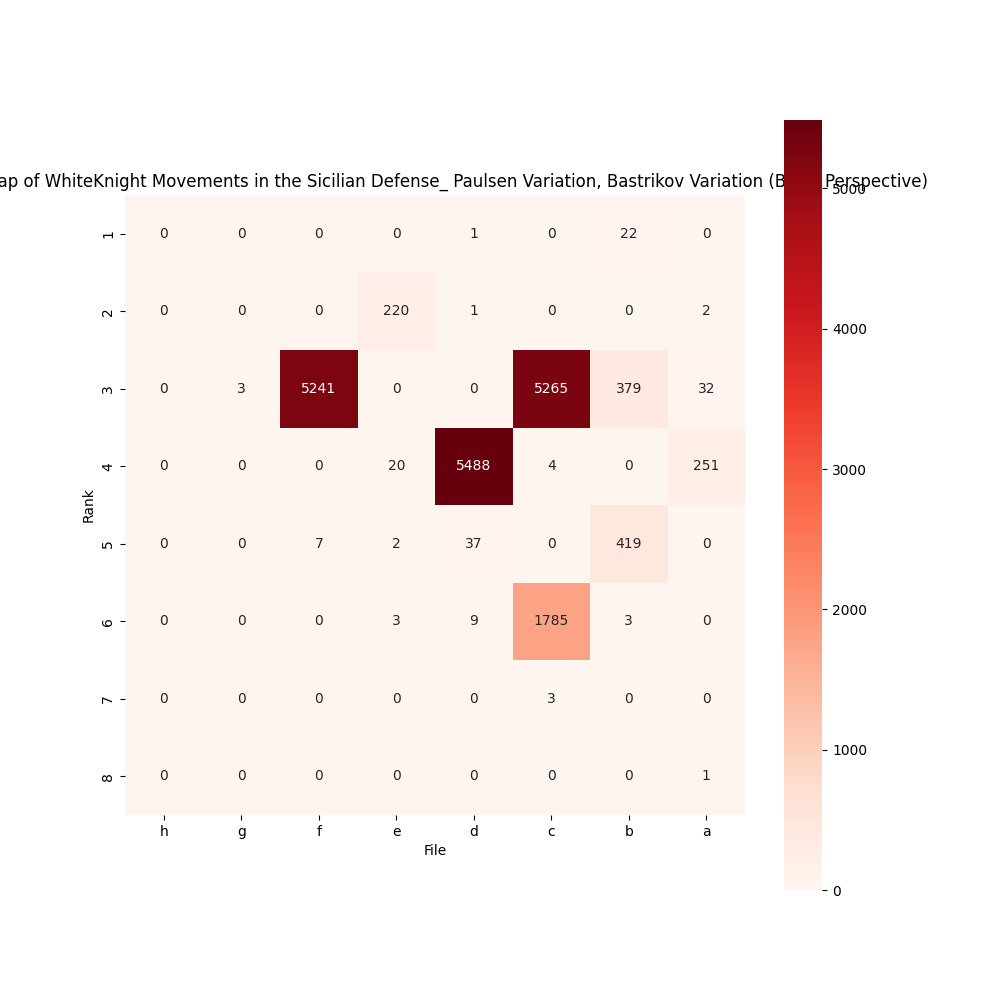 ap of WhiteKnight Movements in the Sicilian Defense_ Paulsen Variation, Bastrikov Variation (B Perspective)
Rank
1 0 0 0 0 1 0 22 0
2 0 0 0 220 1 0 0 2
3 0 3 5241 0 0 5265 379 32
4 0 0 0 20 5488 4 0 251
5 0 0 7 2 37 0 419 0
6 0 0 0 3 9 1785 3 0
7 0 0 0 0 0 3 0 0
8 0 0 0 0 0 0 0 1
h g f e d c b a
File
5000
4000
3000
2000
1000
0